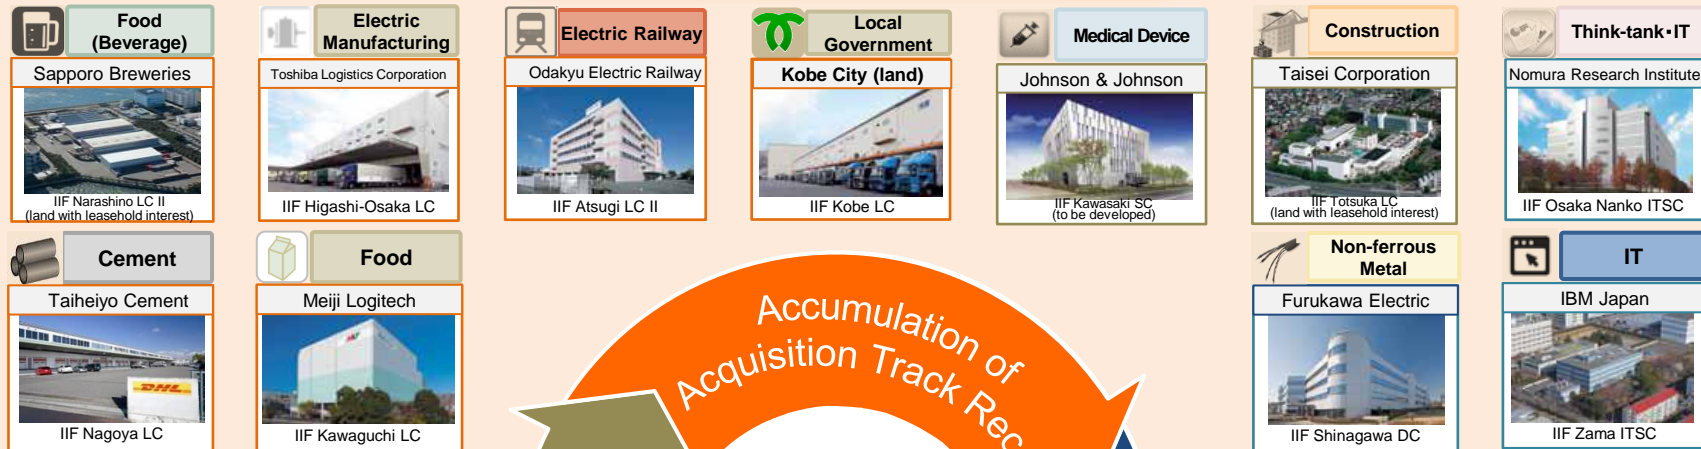 Food
(Beverage)
Sapporo Breweries
IIF Narashino LC II
(land with leasehold interest)
Electric
Manufacturing
Toshiba Logistics Corporation
IIF Higashi-Osaka LC
Electric Railway
Odakyu Electric Railway
IIF Atsugi LC II
Local
Government
Kobe City (land)
IIF Kobe LC
Medical Device
Johnson & Johnson
IIF Kawasaki SC
(to be developed)
Construction
Taisei Corporation
IIF Totsuka LC
(land with leasehold interest)
Think-tank・IT
Nomura Research Institute
IIF Osaka Nanko ITSC
Cement
Taiheiyo Cement
DHL
IIF Nagoya LC
Food
Meiji Logitech
IIF Kawaguchi LC
Accumulation of
Acquisition Track Rec
Non-ferrous
Metal
Furukawa Electric
IIF Shinagawa DC
IT
IBM Japan
IIF Zama ITSC